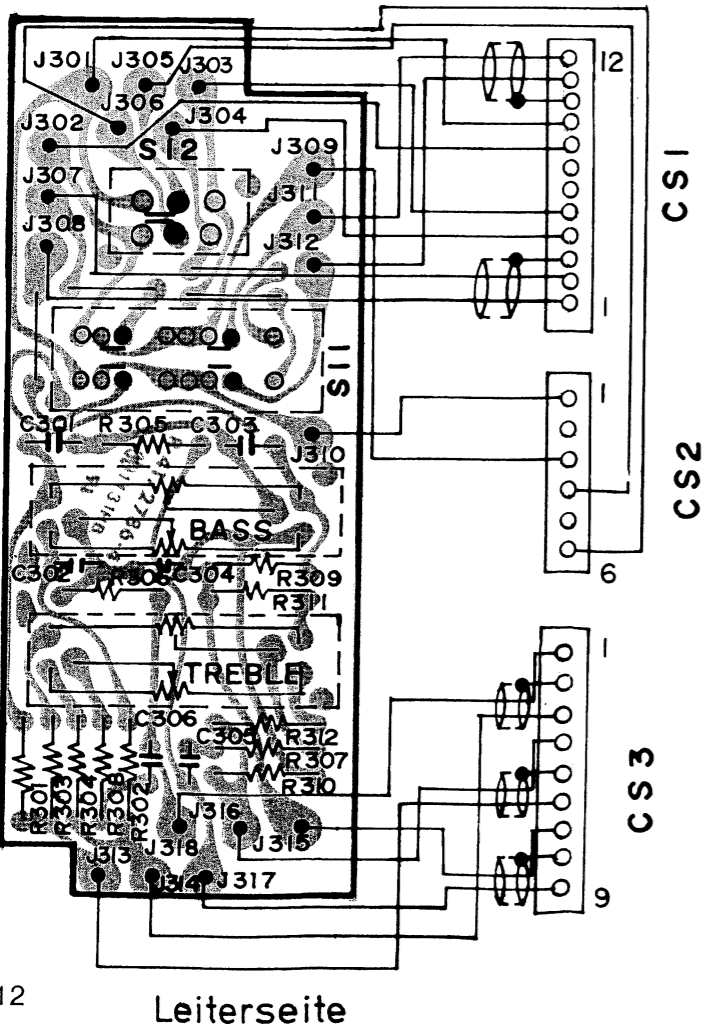 J301 J305 J303
J306
J302 J304
S12
J309
J307
J311
J308
J312
12
CS1
1
S11
C301 R305 C303
J310
1
CS2
6
BASS
C302 C304
R309
R311
TREBLE
C306
C305 R312
R307
R310
R301
R303
R304
R308
R302
J316
J318 J315
J313
J314 J317
1
CS3
9
12
Leiterseite